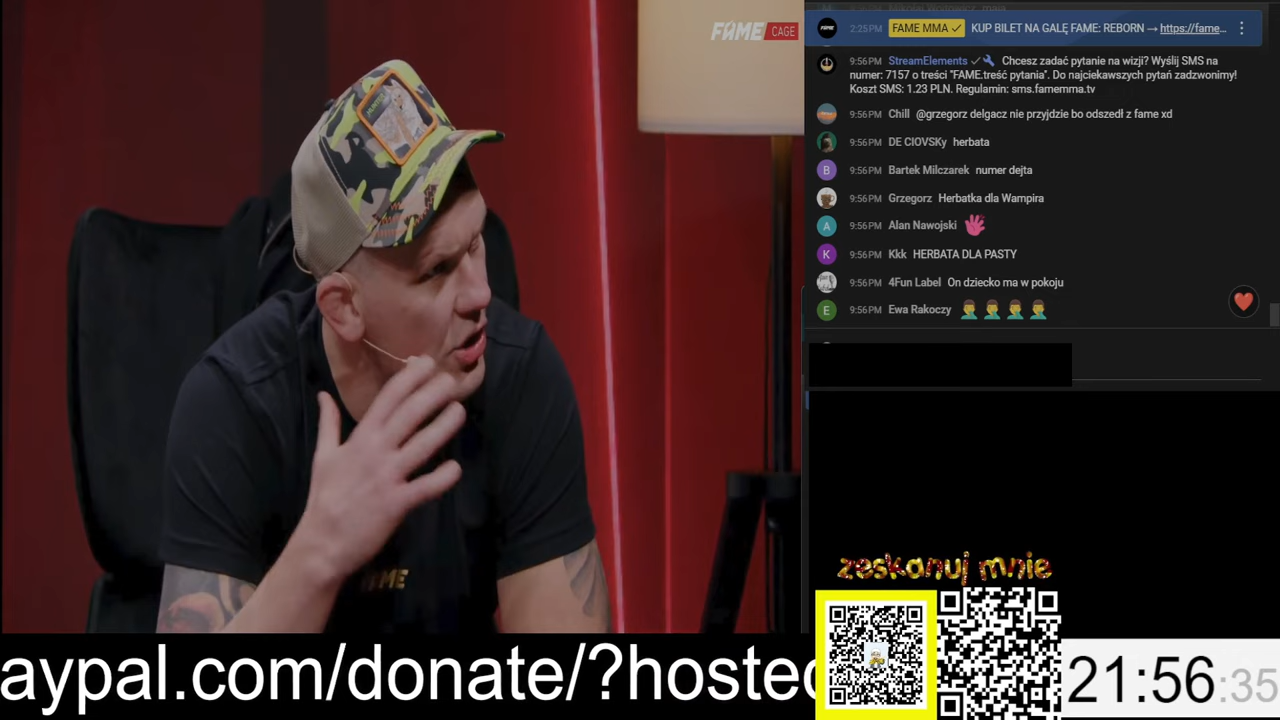 FAME CAGE
2:25PM FAME MMA ✓ KUP BILET NA GALĘ FAME: REBORN → https://fame...
9:56PM StreamElements Chcesz zadać pytanie na wizji? Wyślij SMS na
numer: 7157 o treści "FAME.treść pytania". Do najciekawszych pytań zadzwonimy!
Koszt SMS: 1.23 PLN. Regulamin: sms.famemma.tv
9:56PM Chill @grzegorz delgacz nie przyjdzie bo odszedl z fame xd
9:56PM DE CIOVSKy herbata
B 9:56PM Bartek Milczarek numer dejta
9:56PM Grzegorz Herbatka dla Wampira
A 9:56PM Alan Nawojski
K 9:56PM Kkk HERBATA DLA PASTY
9:56PM 4Fun Label On dziecko ma w pokoju
E 9:56PM Ewa Rakoczy
zeskanuj mnie
aypal.com/donate/?hosted
21:56:35